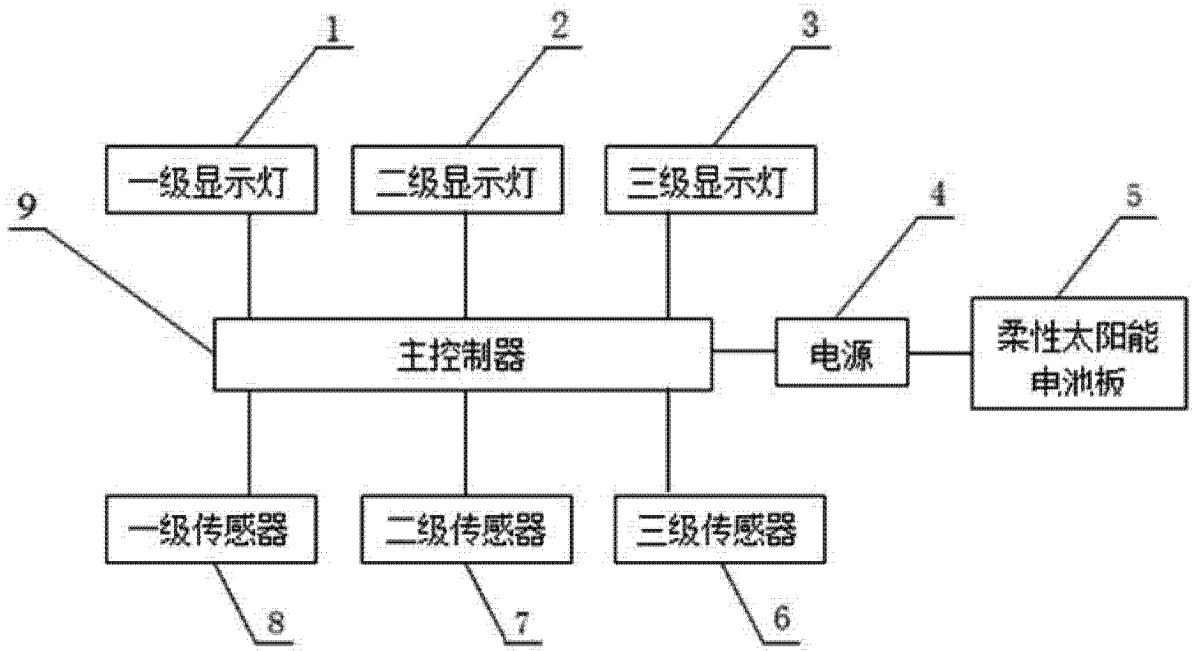 1
2
3
一级显示灯
二级显示灯
三级显示灯
9
4
5
主控制器
电源
柔性太阳能
电池板
一级传感器
二级传感器
三级传感器
8
7
6